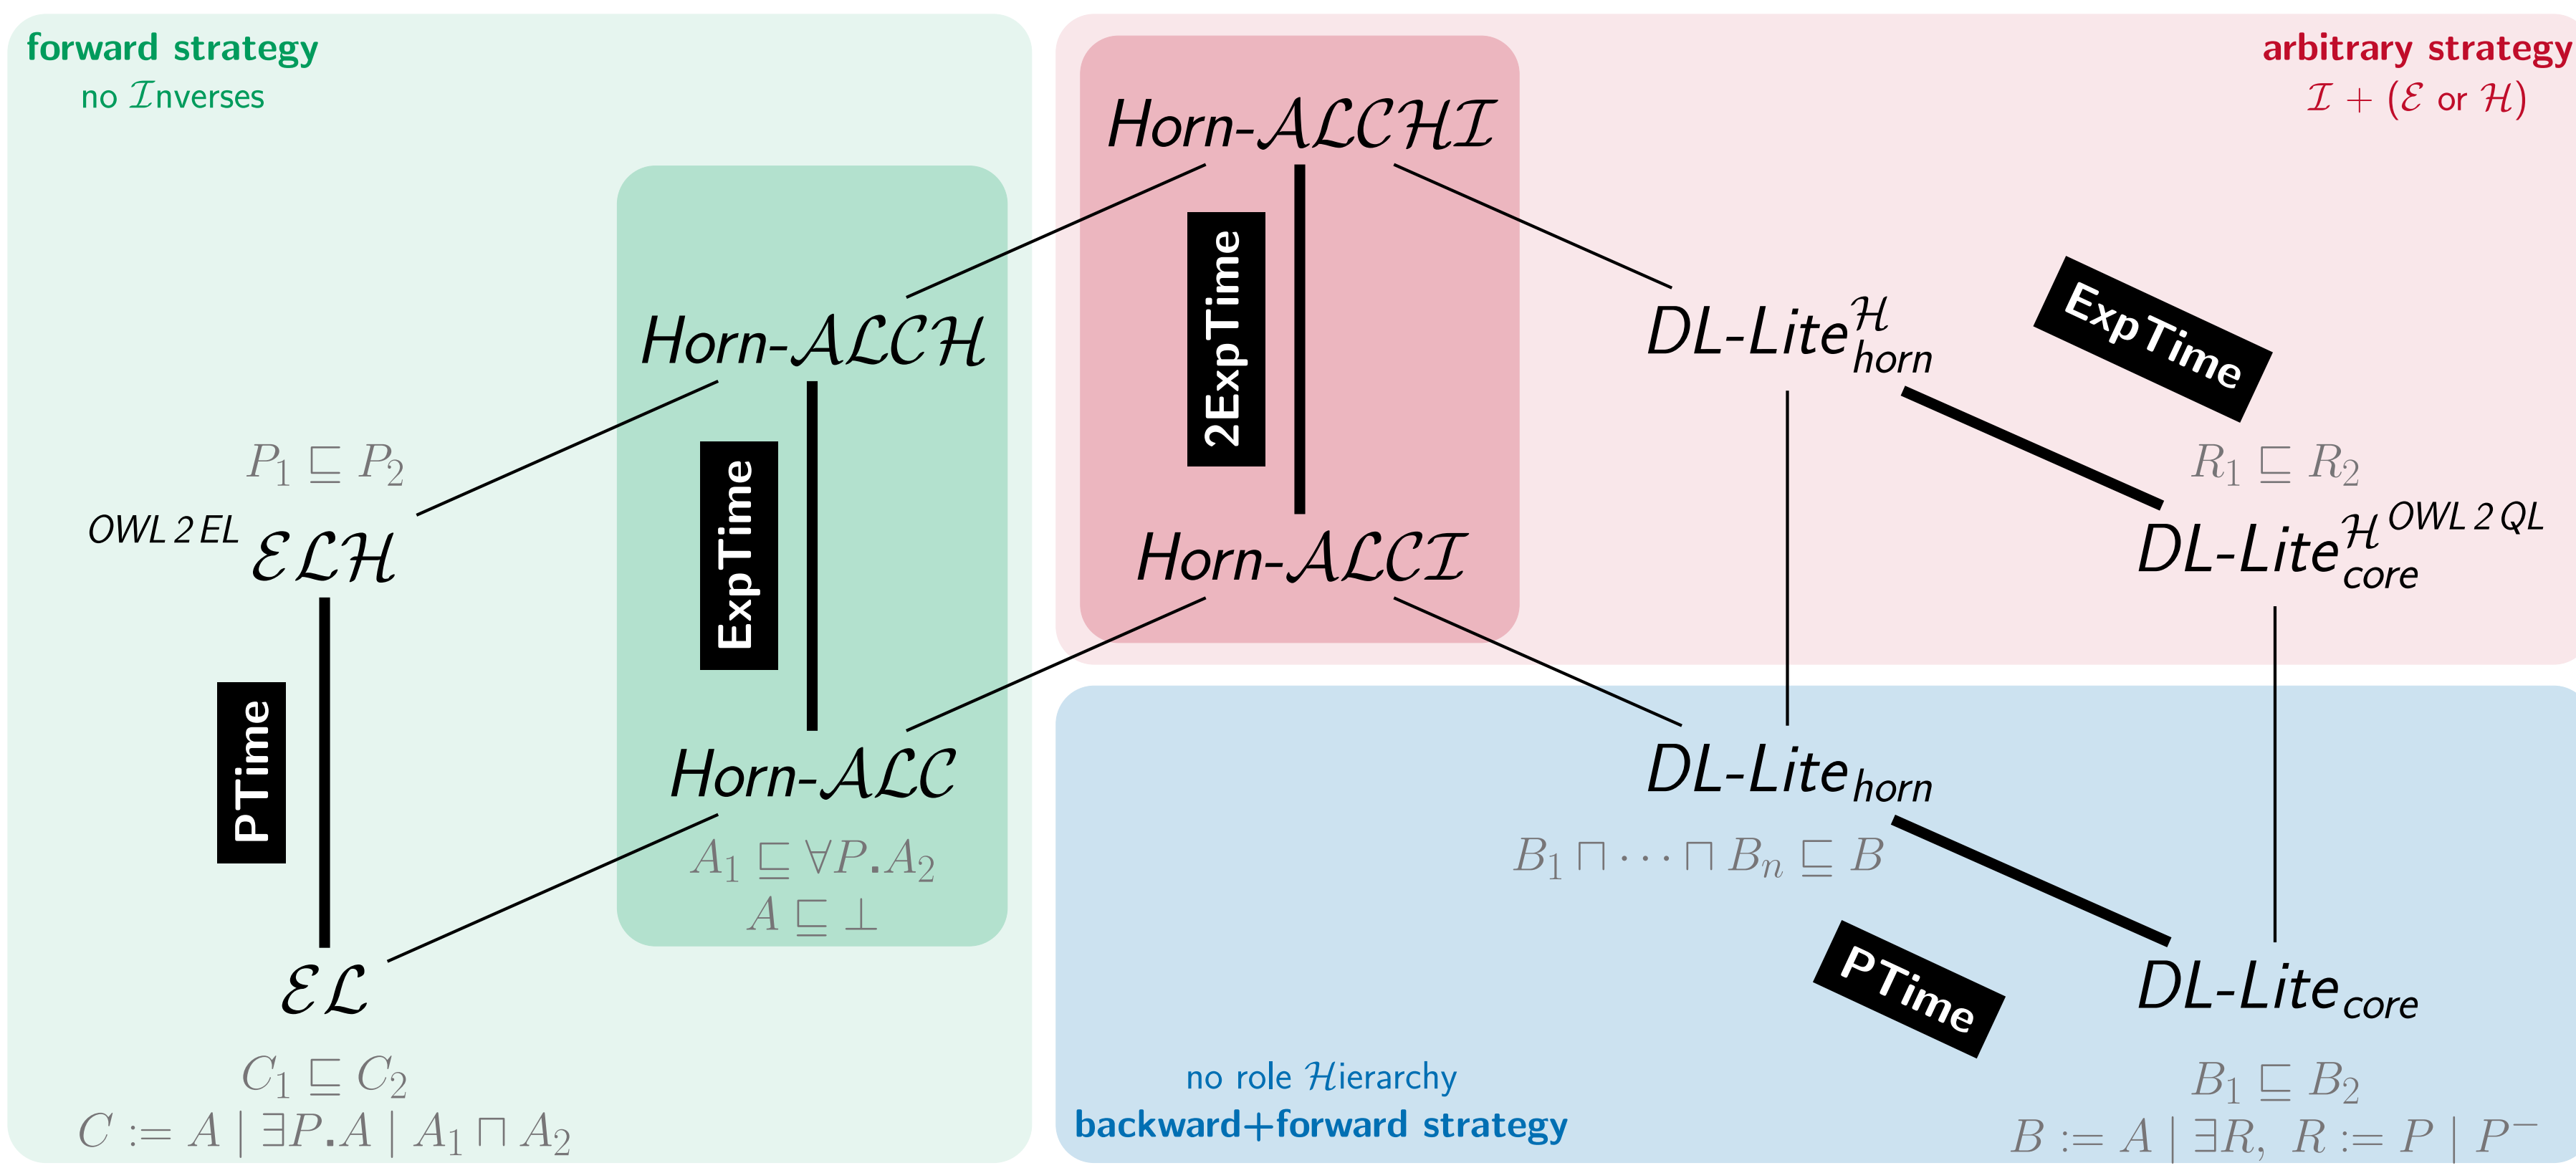 forward strategy
no ℐnverses
arbitrary strategy
ℐ + (ℰ or ℋ)
Horn-𝒜ℒ𝒞ℋℐ
2ExpTime
Horn-𝒜ℒ𝒞ℐ
Horn-𝒜ℒ𝒞ℋ
ExpTime
Horn-𝒜ℒ𝒞
A₁ ⊑ ∀P.A₂
A ⊑ ⊥
P₁ ⊑ P₂
OWL 2 EL
ℰℒℋ
PTime
ℰℒ
C₁ ⊑ C₂
C := A | ∃P.A | A₁ ⊓ A₂
DL-Lite^ℋ_horn
ExpTime
R₁ ⊑ R₂
DL-Lite^ℋ_core OWL 2 QL
DL-Lite_horn
B₁ ⊓ ⋯ ⊓ Bₙ ⊑ B
PTime
DL-Lite_core
B₁ ⊑ B₂
B := A | ∃R, R := P | P⁻
no role ℋierarchy
backward+forward strategy